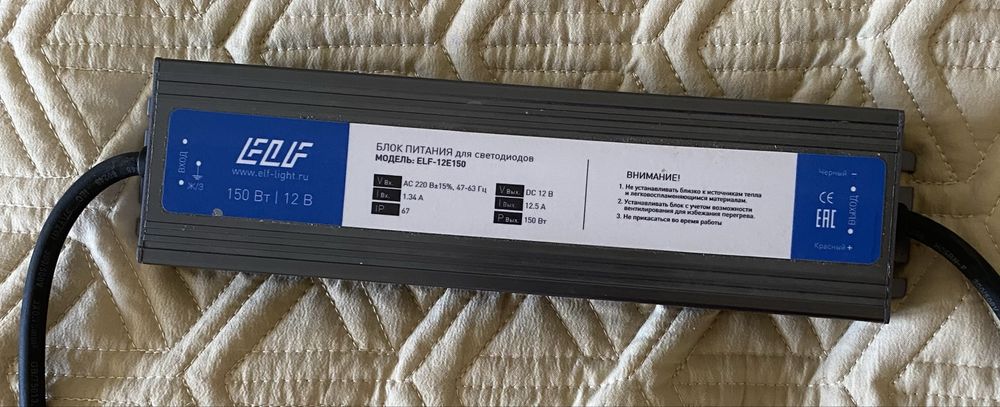 ВХОД
Ж/З
ELF
www.elf-light.ru
150 Вт | 12 В
БЛОК ПИТАНИЯ для светодиодов
МОДЕЛЬ: ELF-12E150
V Вх. AC 220 В±15%, 47-63 Гц
I Вх. 1.34 А
IP 67
V Вых. DC 12 В
I Вых. 12.5 А
P Вых. 150 Вт
ВНИМАНИЕ!
1. Не устанавливать близко к источникам тепла
и легковоспламеняющимся материалам.
2. Устанавливать блок с учетом возможности
вентилирования для избежания перегрева.
3. Не прикасаться во время работы
Черный -
CE
EAC
ВЫХОД
Красный +